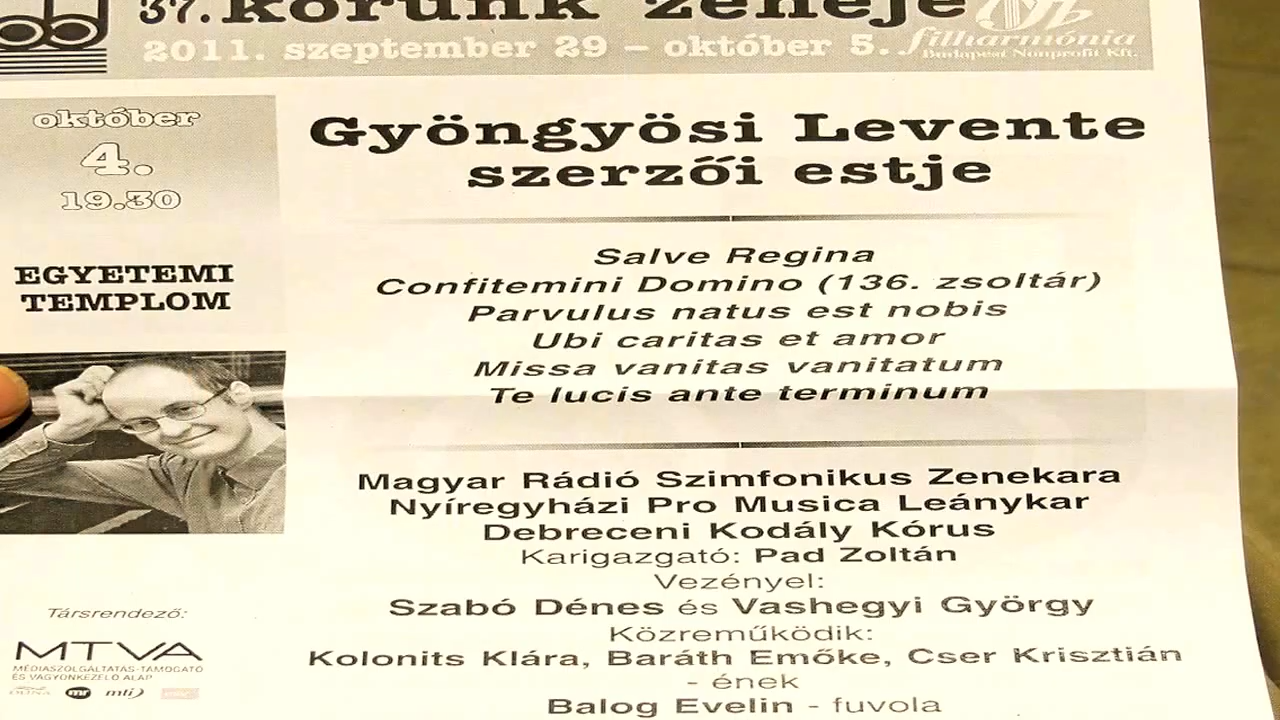 37. Korunk zenéje
2011. szeptember 29 – október 5.
filharmónia
Budapest Nonprofit Kft.
október
4.
19.30
EGYETEMI
TEMPLOM
Gyöngyösi Levente
szerzői estje
Salve Regina
Confitemini Domino (136. zsoltár)
Parvulus natus est nobis
Ubi caritas et amor
Missa vanitas vanitatum
Te lucis ante terminum
Magyar Rádió Szimfonikus Zenekara
Nyíregyházi Pro Musica Leánykar
Debreceni Kodály Kórus
Karigazgató: Pad Zoltán
Vezényel:
Szabó Dénes és Vashegyi György
Közreműködik:
Kolonits Klára, Baráth Emőke, Cser Krisztián
- ének
Balog Evelin - fuvola
Társrendező:
MTVA
MÉDIASZOLGÁLTATÁS-TÁMOGATÓ
ÉS VAGYONKEZELŐ ALAP
DUNA mr mti)